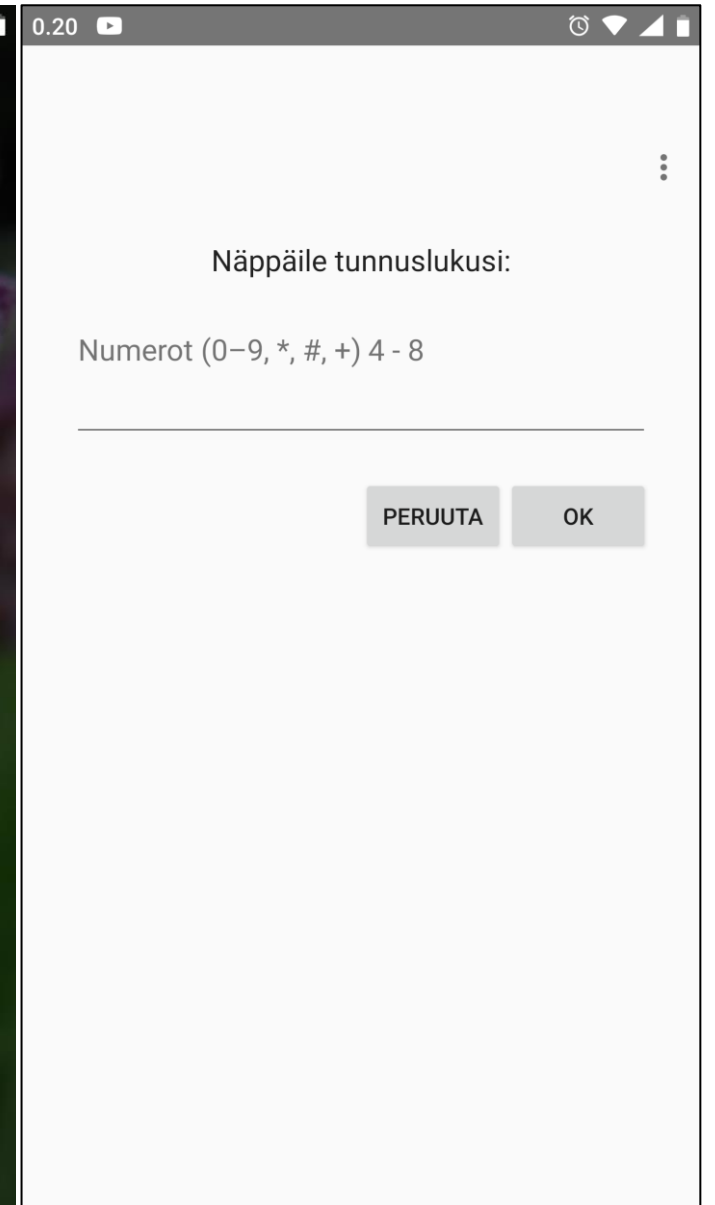 0.20
Näppäile tunnuslukusi:
Numerot (0–9, *, #, +) 4 - 8
PERUUTA OK